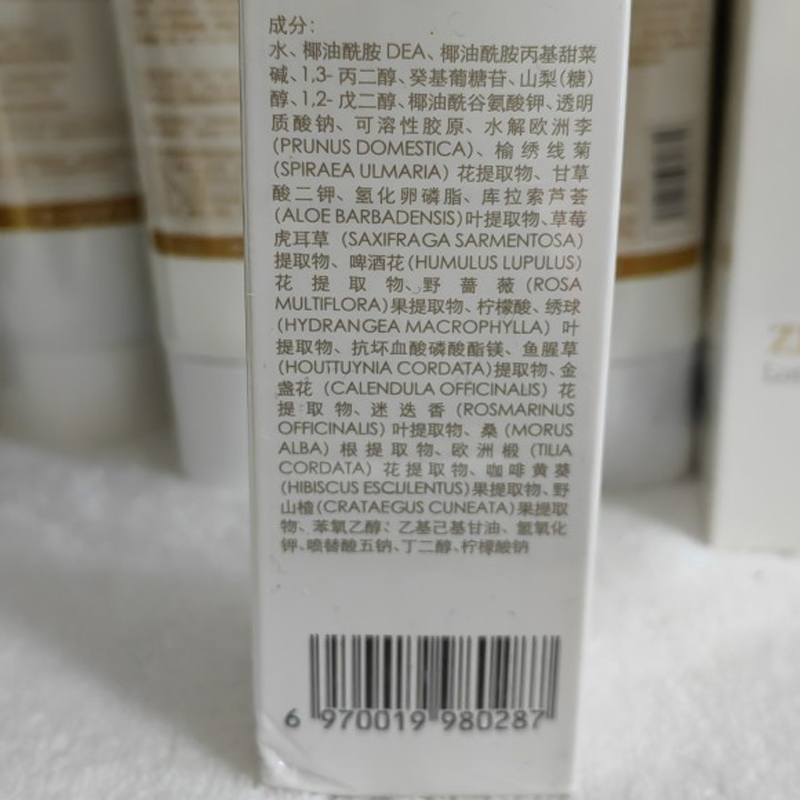 成分:
水、椰油酰胺 DEA、椰油酰胺丙基甜菜
碱、1,3- 丙二醇、癸基葡糖苷、山梨(糖)
醇、1,2- 戊二醇、椰油酰谷氨酸钾、透明
质酸钠、可溶性胶原、水解欧洲李
(PRUNUS DOMESTICA)、榆绣线菊
(SPIRAEA ULMARIA) 花提取物、甘草
酸二钾、氢化卵磷脂、库拉索芦荟
(ALOE BARBADENSIS)叶提取物、草莓
虎耳草 (SAXIFRAGA SARMENTOSA)
提取物、啤酒花(HUMULUS LUPULUS)
花提取物、野蔷薇(ROSA
MULTIFLORA)果提取物、柠檬酸、绣球
(HYDRANGEA MACROPHYLLA) 叶
提取物、抗坏血酸磷酸酯镁、鱼腥草
(HOUTTUYNIA CORDATA)提取物、金
盏花 (CALENDULA OFFICINALIS) 花
提取物、迷迭香(ROSMARINUS
OFFICINALIS) 叶提取物、桑(MORUS
ALBA) 根提取物、欧洲椴(TILIA
CORDATA) 花提取物、咖啡黄葵
(HIBISCUS ESCULENTUS)果提取物、野
山楂(CRATAEGUS CUNEATA)果提取
物、苯氧乙醇、乙基己基甘油、氢氧化
钾、喷替酸五钠、丁二醇、柠檬酸钠
6 970019 980287